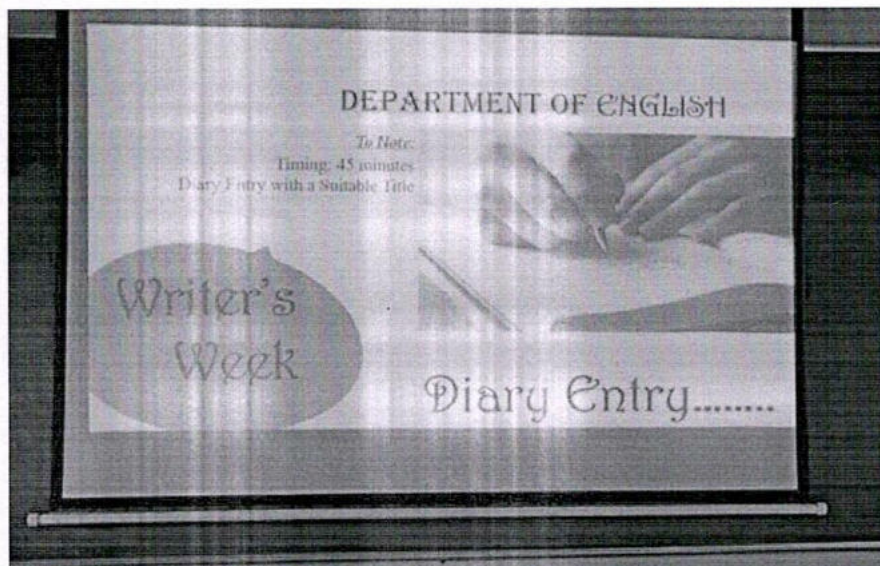 DEPARTMENT OF ENGLISH
To Note:
Timing: 45 minutes
Diary Entry with a Suitable Title
Writer's
Week
Diary Entry........